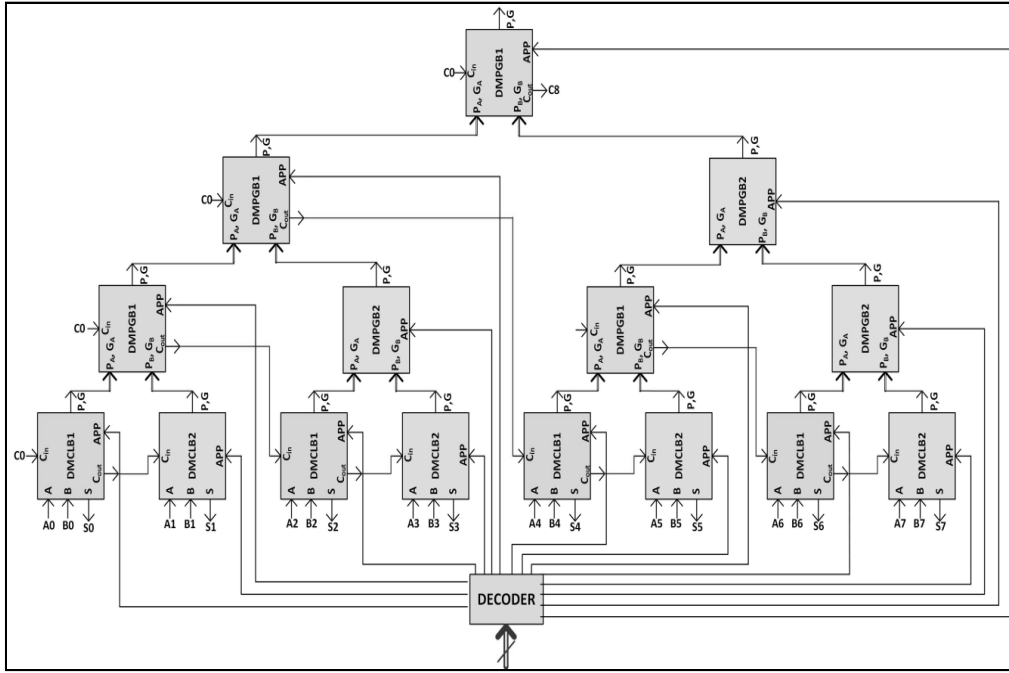 P,G
DMPGB1
APP
C0
Cin
PA, GA
PB, GB
Cout
C8
P,G
DMPGB1
APP
C0
Cin
PA, GA
PB, GB
Cout
P,G
DMPGB2
APP
PA, GA
PB, GB
P,G
DMPGB1
APP
C0
Cin
PA, GA
PB, GB
Cout
P,G
DMPGB2
APP
PA, GA
PB, GB
P,G
DMPGB1
APP
Cin
PA, GA
PB, GB
Cout
P,G
DMPGB2
APP
PA, GA
PB, GB
P,G
C0
Cin
DMCLB1
APP
Cout
A B S
A0 B0 S0
P,G
Cin
DMCLB2
APP
A B S
A1 B1 S1
P,G
Cin
DMCLB1
APP
Cout
A B S
A2 B2 S2
P,G
Cin
DMCLB2
APP
A B S
A3 B3 S3
P,G
Cin
DMCLB1
APP
Cout
A B S
A4 B4 S4
P,G
Cin
DMCLB2
APP
A B S
A5 B5 S5
P,G
Cin
DMCLB1
APP
Cout
A B S
A6 B6 S6
P,G
Cin
DMCLB2
APP
A B S
A7 B7 S7
DECODER